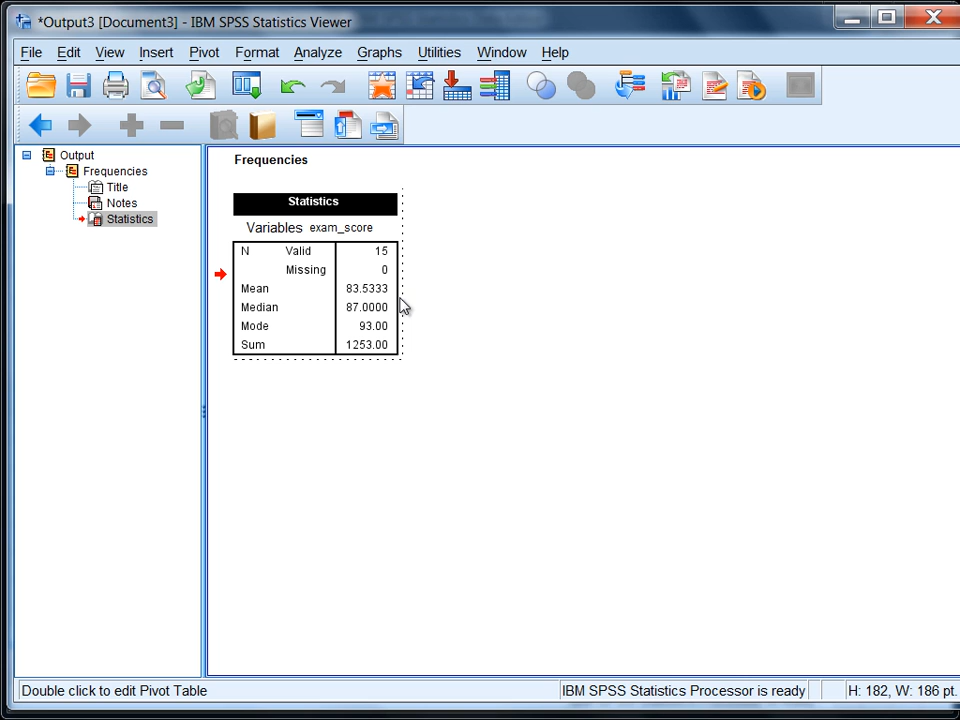 *Output3 [Document3] - IBM SPSS Statistics Viewer
File Edit View Insert Pivot Format Analyze Graphs Utilities Window Help
Output
Frequencies
Title
Notes
Statistics
Frequencies
Statistics
Variables exam_score
N Valid 15
Missing 0
Mean 83.5333
Median 87.0000
Mode 93.00
Sum 1253.00
Double click to edit Pivot Table IBM SPSS Statistics Processor is ready H: 182, W: 186 pt.